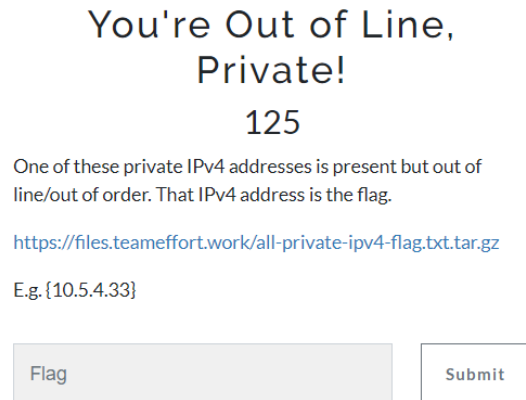 You're Out of Line,
Private!
125
One of these private IPv4 addresses is present but out of
line/out of order. That IPv4 address is the flag.
https://files.teameffort.work/all-private-ipv4-flag.txt.tar.gz
E.g. {10.5.4.33}
Flag
Submit